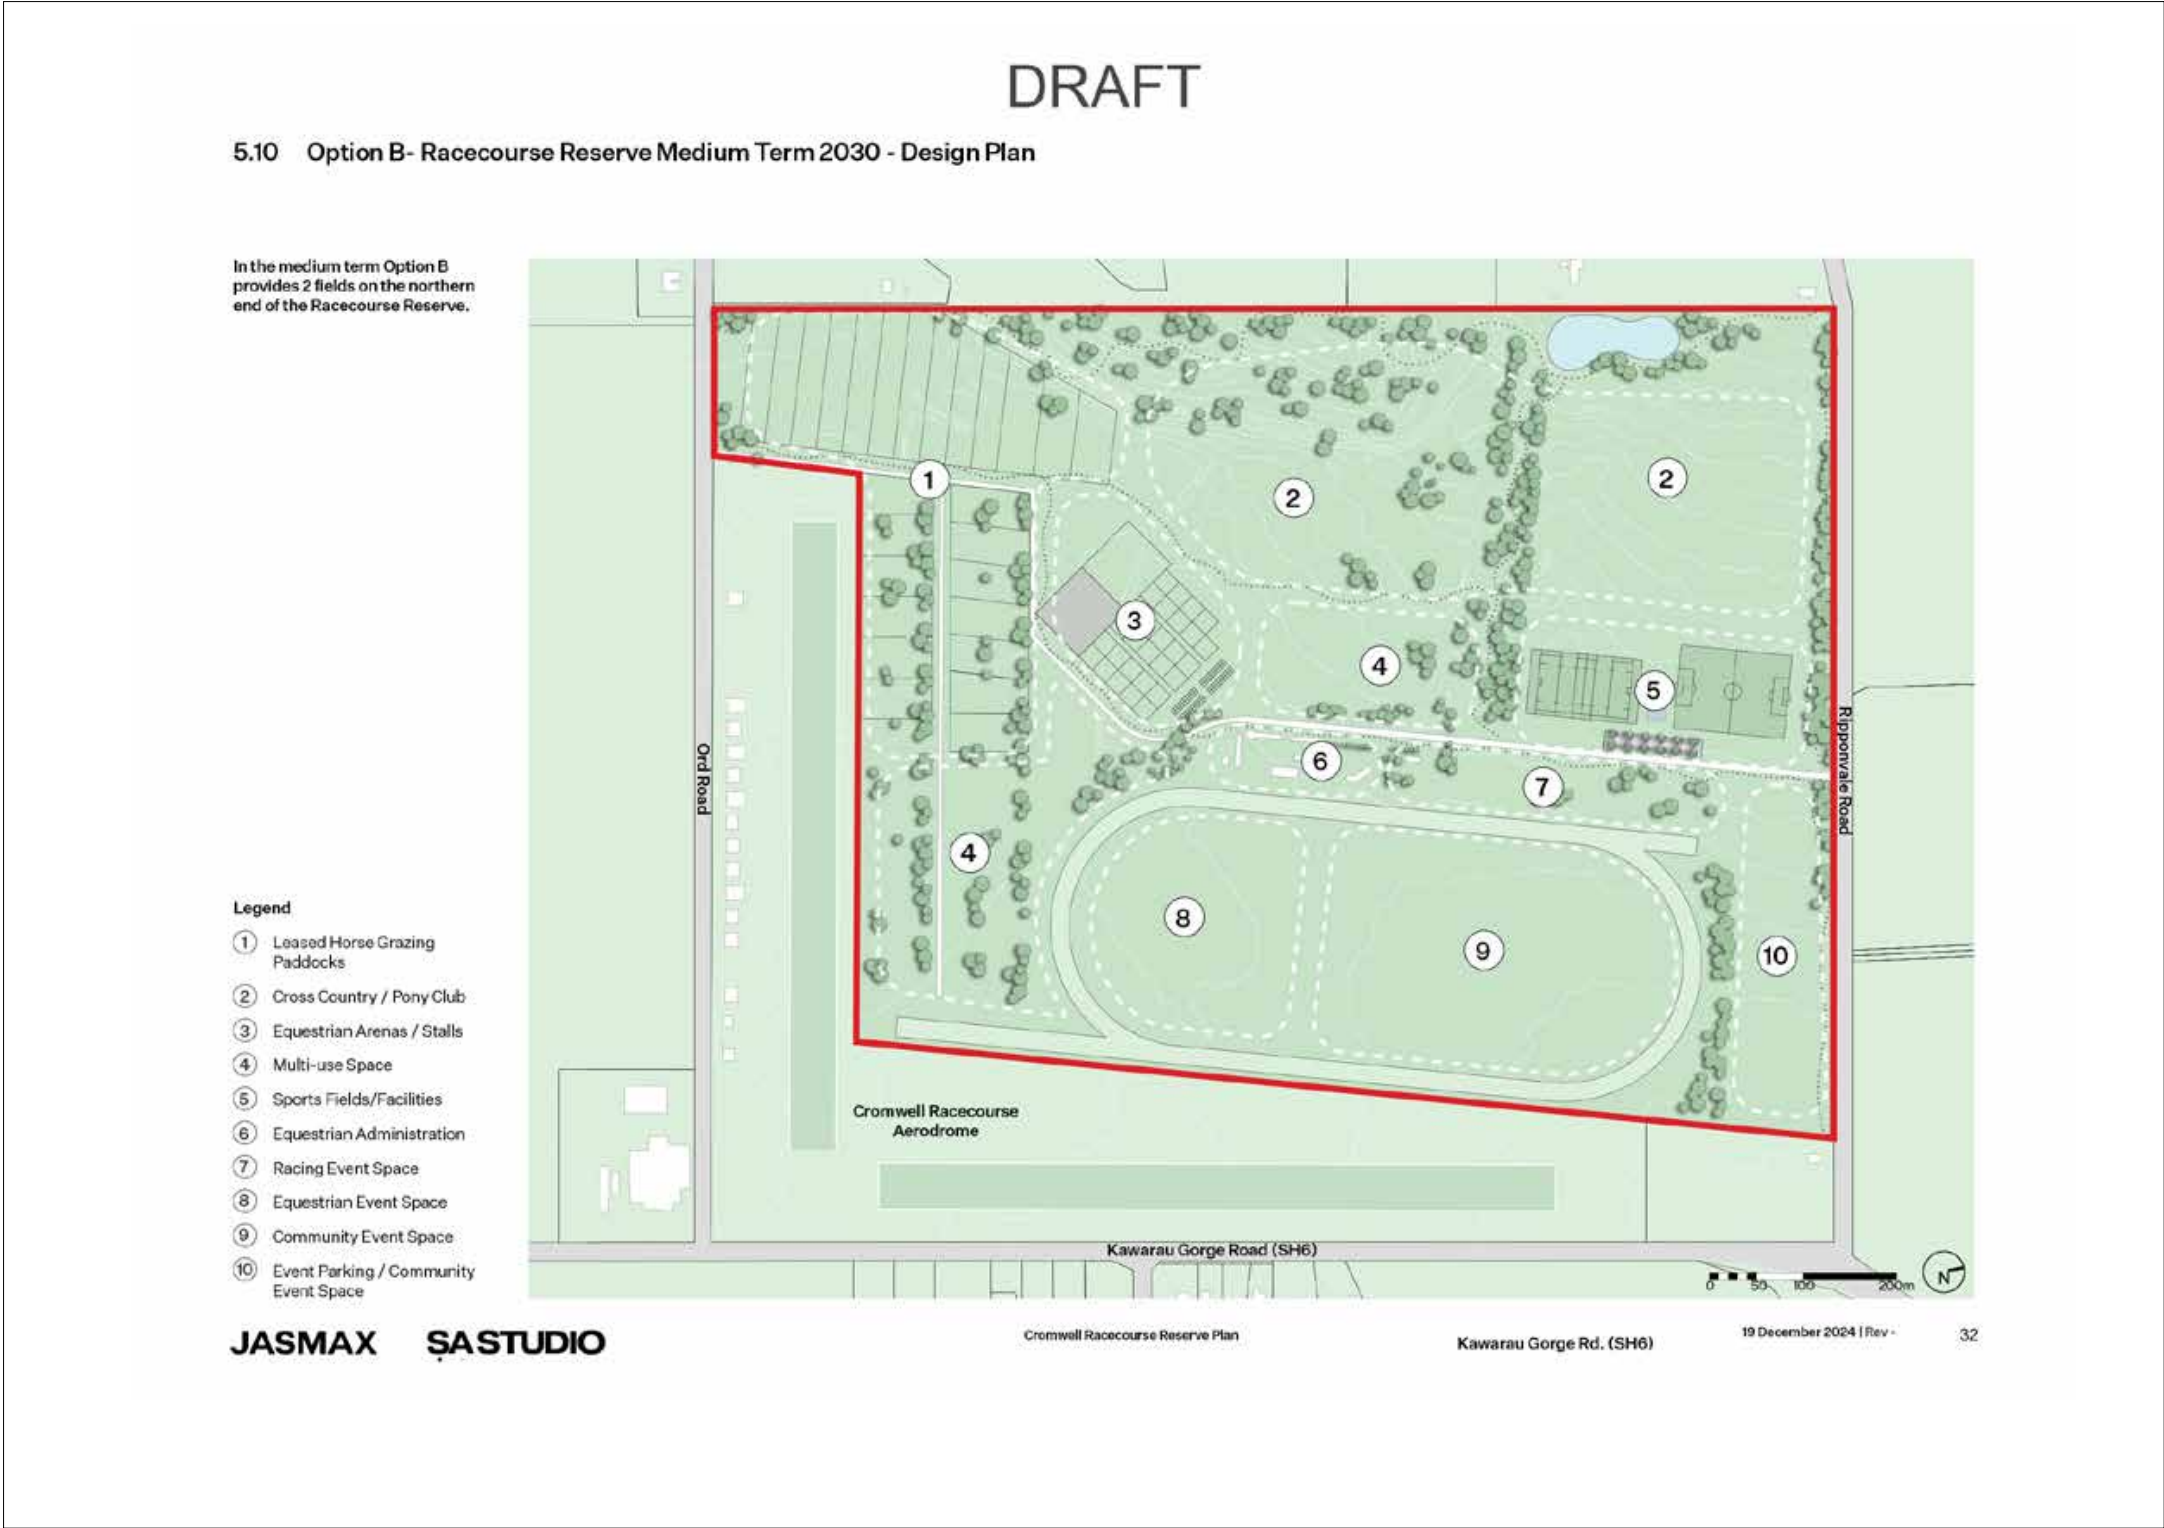 DRAFT
5.10 Option B- Racecourse Reserve Medium Term 2030 - Design Plan
In the medium term Option B
provides 2 fields on the northern
end of the Racecourse Reserve.
1
2
2
3
4
5
6
7
4
8
9
10
Ord Road
Ripponvale Road
Cromwell Racecourse
Aerodrome
Kawarau Gorge Road (SH6)
0 50 100 200m
N
Legend
1 Leased Horse Grazing
Paddocks
2 Cross Country / Pony Club
3 Equestrian Arenas / Stalls
4 Multi-use Space
5 Sports Fields/Facilities
6 Equestrian Administration
7 Racing Event Space
8 Equestrian Event Space
9 Community Event Space
10 Event Parking / Community
Event Space
JASMAX ṢASTUDIO
Cromwell Racecourse Reserve Plan
Kawarau Gorge Rd. (SH6)
19 December 2024 | Rev -
32